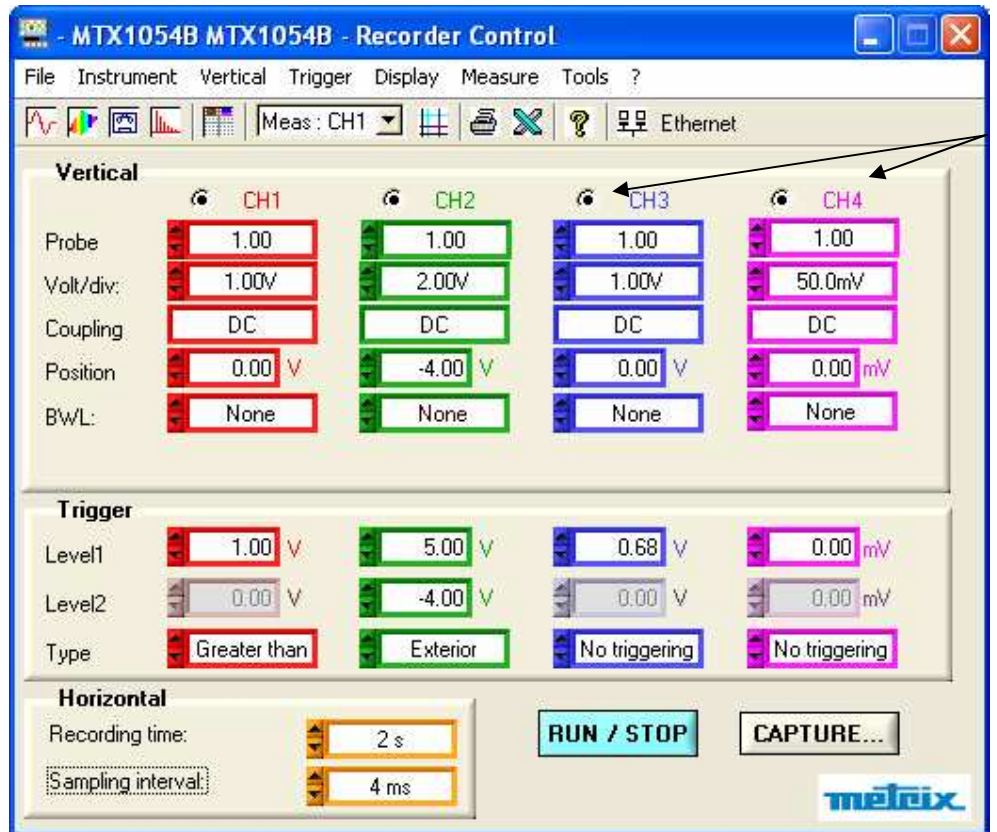 - MTX1054B MTX1054B - Recorder Control
File Instrument Vertical Trigger Display Measure Tools ?
Meas : CH1 ? Ethernet
Vertical
CH1 CH2 CH3 CH4
Probe 1.00 1.00 1.00 1.00
Volt/div: 1.00V 2.00V 1.00V 50.0mV
Coupling DC DC DC DC
Position 0.00 V -4.00 V 0.00 V 0.00 mV
BWL: None None None None
Trigger
Level1 1.00 V 5.00 V 0.68 V 0.00 mV
Level2 0.00 V -4.00 V 0.00 V 0.00 mV
Type Greater than Exterior No triggering No triggering
Horizontal
Recording time: 2 s
RUN / STOP CAPTURE...
Sampling interval: 4 ms
metrix